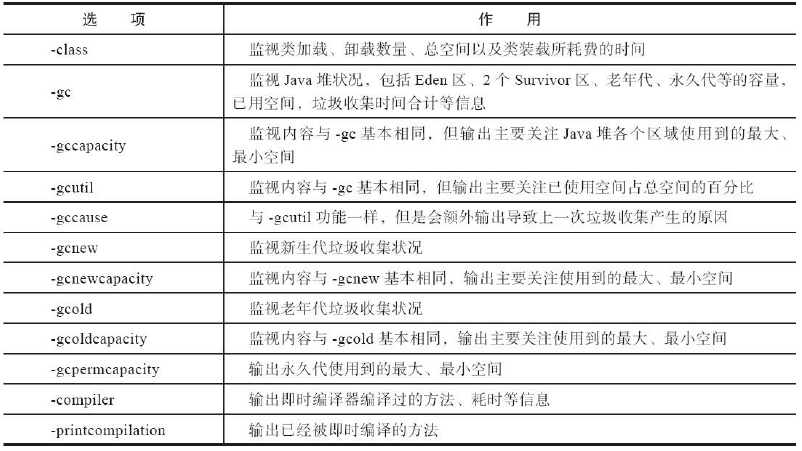 选 项 作 用
-class 监视类加载、卸载数量、总空间以及类装载所耗费的时间
-gc 监视 Java 堆状况，包括 Eden 区、2 个 Survivor 区、老年代、永久代等的容量，
已用空间，垃圾收集时间合计等信息
-gccapacity 监视内容与 -gc 基本相同，但输出主要关注 Java 堆各个区域使用到的最大、
最小空间
-gcutil 监视内容与 -gc 基本相同，但输出主要关注已使用空间占总空间的百分比
-gccause 与 -gcutil 功能一样，但是会额外输出导致上一次垃圾收集产生的原因
-gcnew 监视新生代垃圾收集状况
-gcnewcapacity 监视内容与 -gcnew 基本相同，输出主要关注使用到的最大、最小空间
-gcold 监视老年代垃圾收集状况
-gcoldcapacity 监视内容与 -gcold 基本相同，输出主要关注使用到的最大、最小空间
-gcpermcapacity 输出永久代使用到的最大、最小空间
-compiler 输出即时编译器编译过的方法、耗时等信息
-printcompilation 输出已经被即时编译的方法